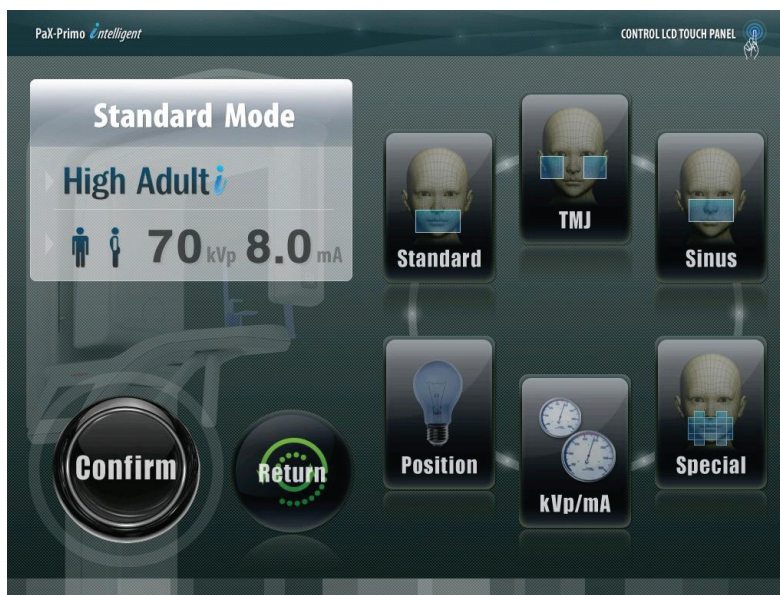 PaX-Primo intelligent
CONTROL LCD TOUCH PANEL
Standard Mode
High Adult i
70 kVp 8.0 mA
Standard
TMJ
Sinus
Position
kVp/mA
Special
Confirm
Return